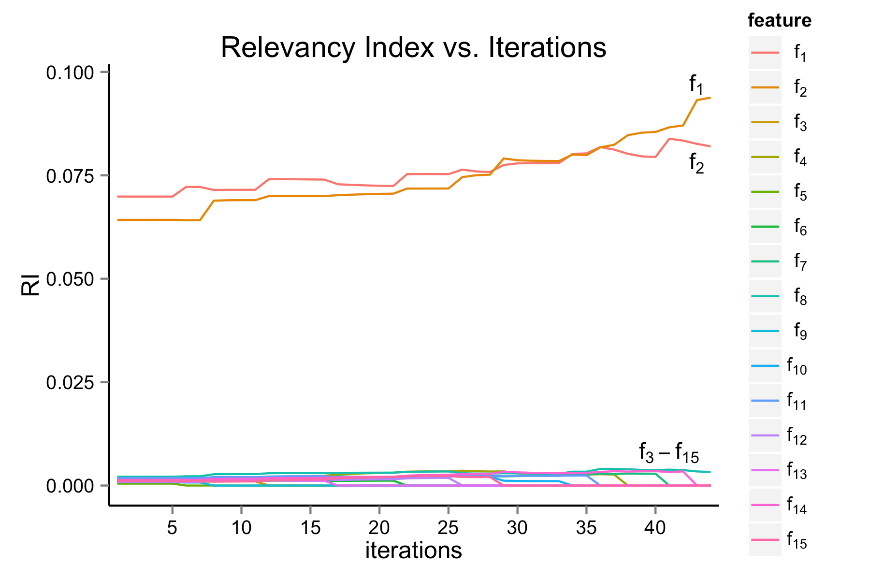 Relevancy Index vs. Iterations
RI
0.100
0.075
0.050
0.025
0.000
f1
f2
f3 – f15
5 10 15 20 25 30 35 40
iterations
feature
f1
f2
f3
f4
f5
f6
f7
f8
f9
f10
f11
f12
f13
f14
f15